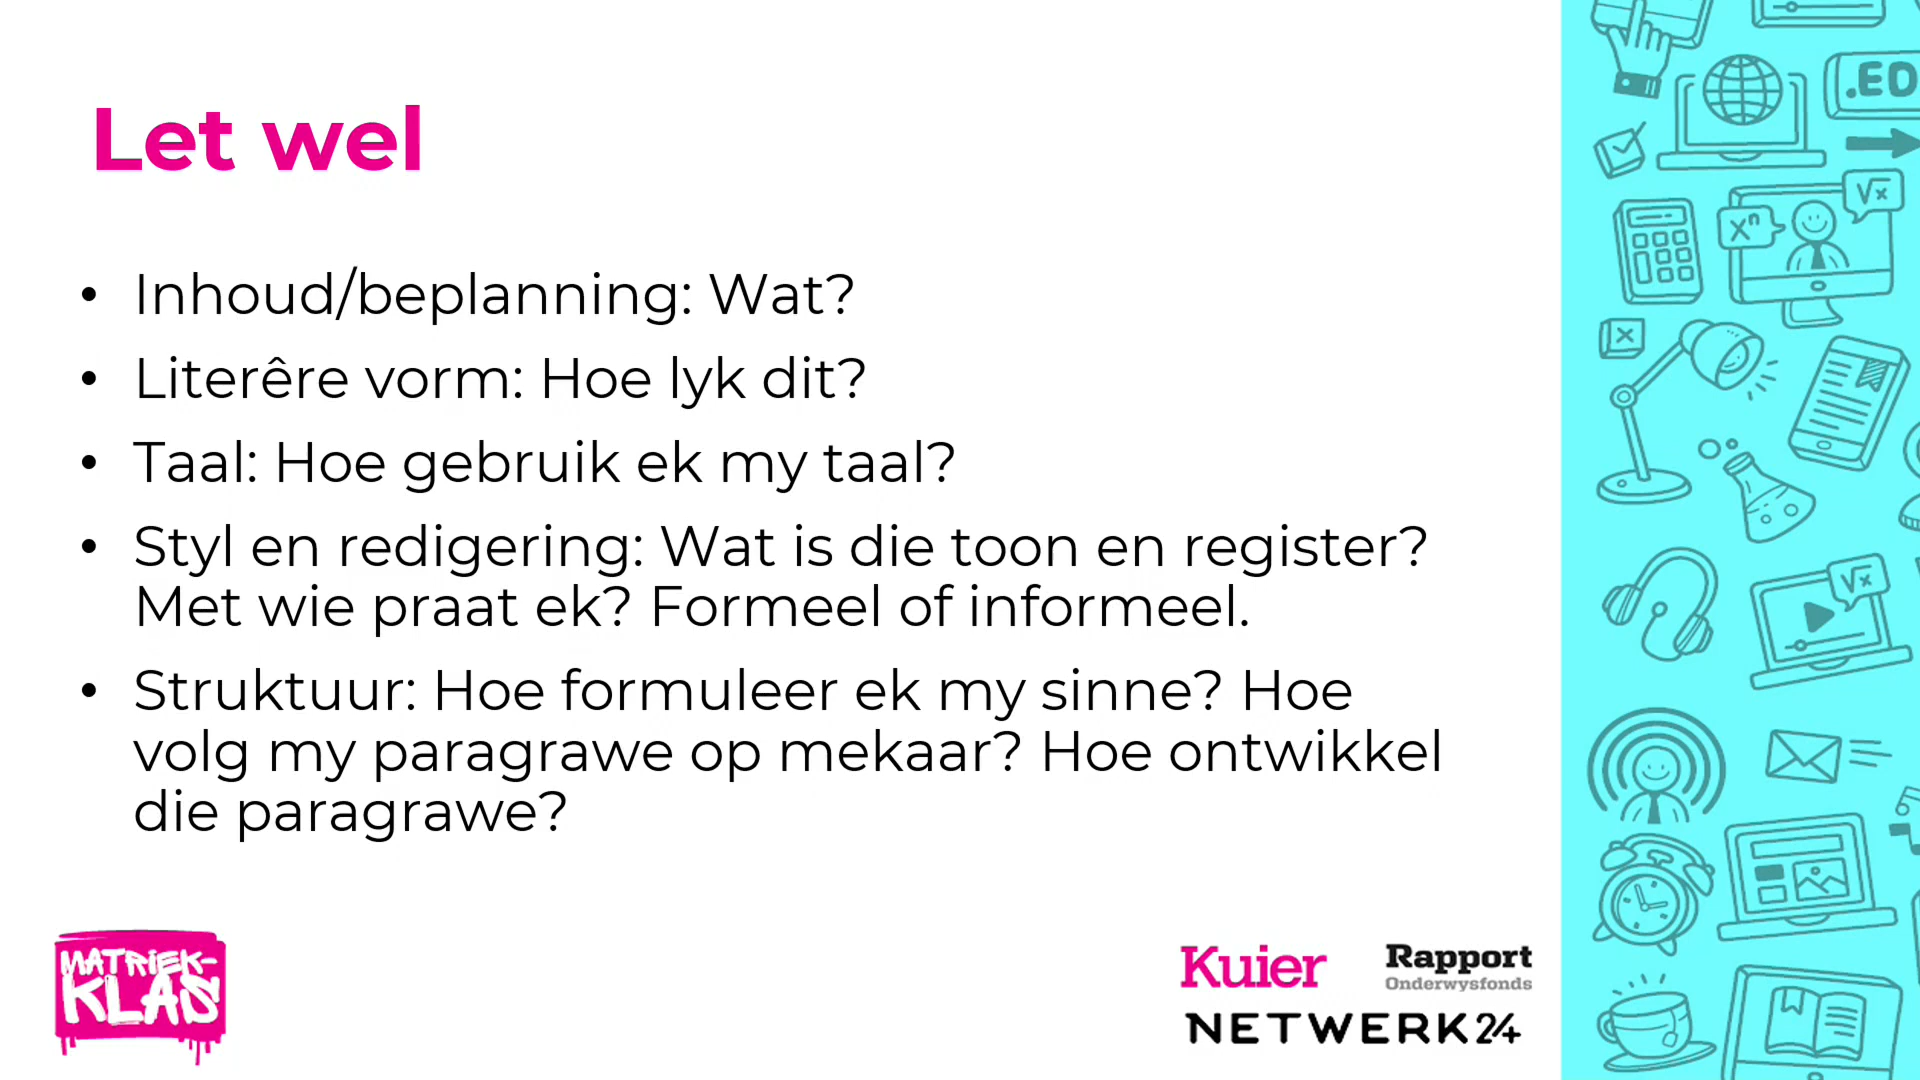 Let wel
• Inhoud/beplanning: Wat?
• Literêre vorm: Hoe lyk dit?
• Taal: Hoe gebruik ek my taal?
• Styl en redigering: Wat is die toon en register?
Met wie praat ek? Formeel of informeel.
• Struktuur: Hoe formuleer ek my sinne? Hoe
volg my paragrawe op mekaar? Hoe ontwikkel
die paragrawe?
MATRIEK-
KLAS
Kuier
Rapport
Onderwysfonds
NETWERK24
.ED
√x
Xⁿ
√x